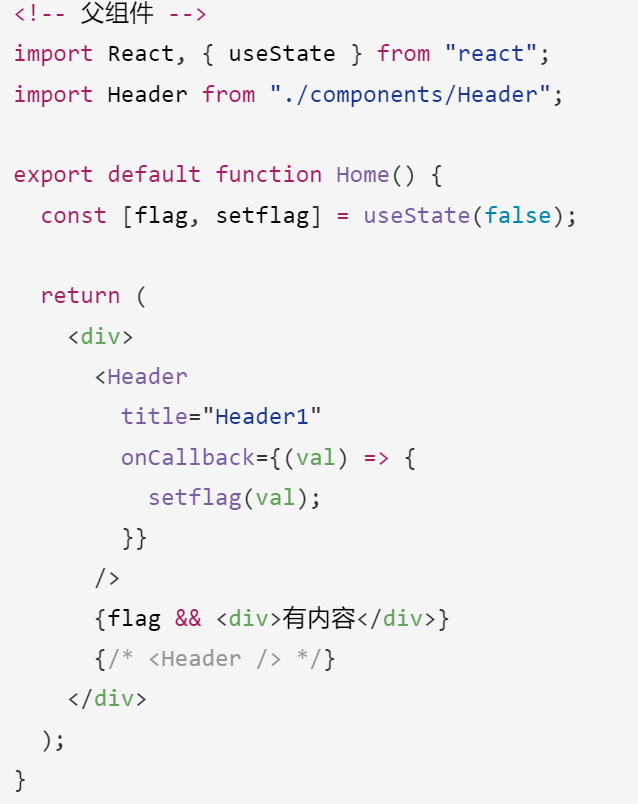 <!-- 父组件 -->
import React, { useState } from "react";
import Header from "./components/Header";

export default function Home() {
  const [flag, setflag] = useState(false);

  return (
    <div>
      <Header
        title="Header1"
        onCallback={(val) => {
          setflag(val);
        }}
      />
      {flag && <div>有内容</div>}
      {/* <Header /> */}
    </div>
  );
}